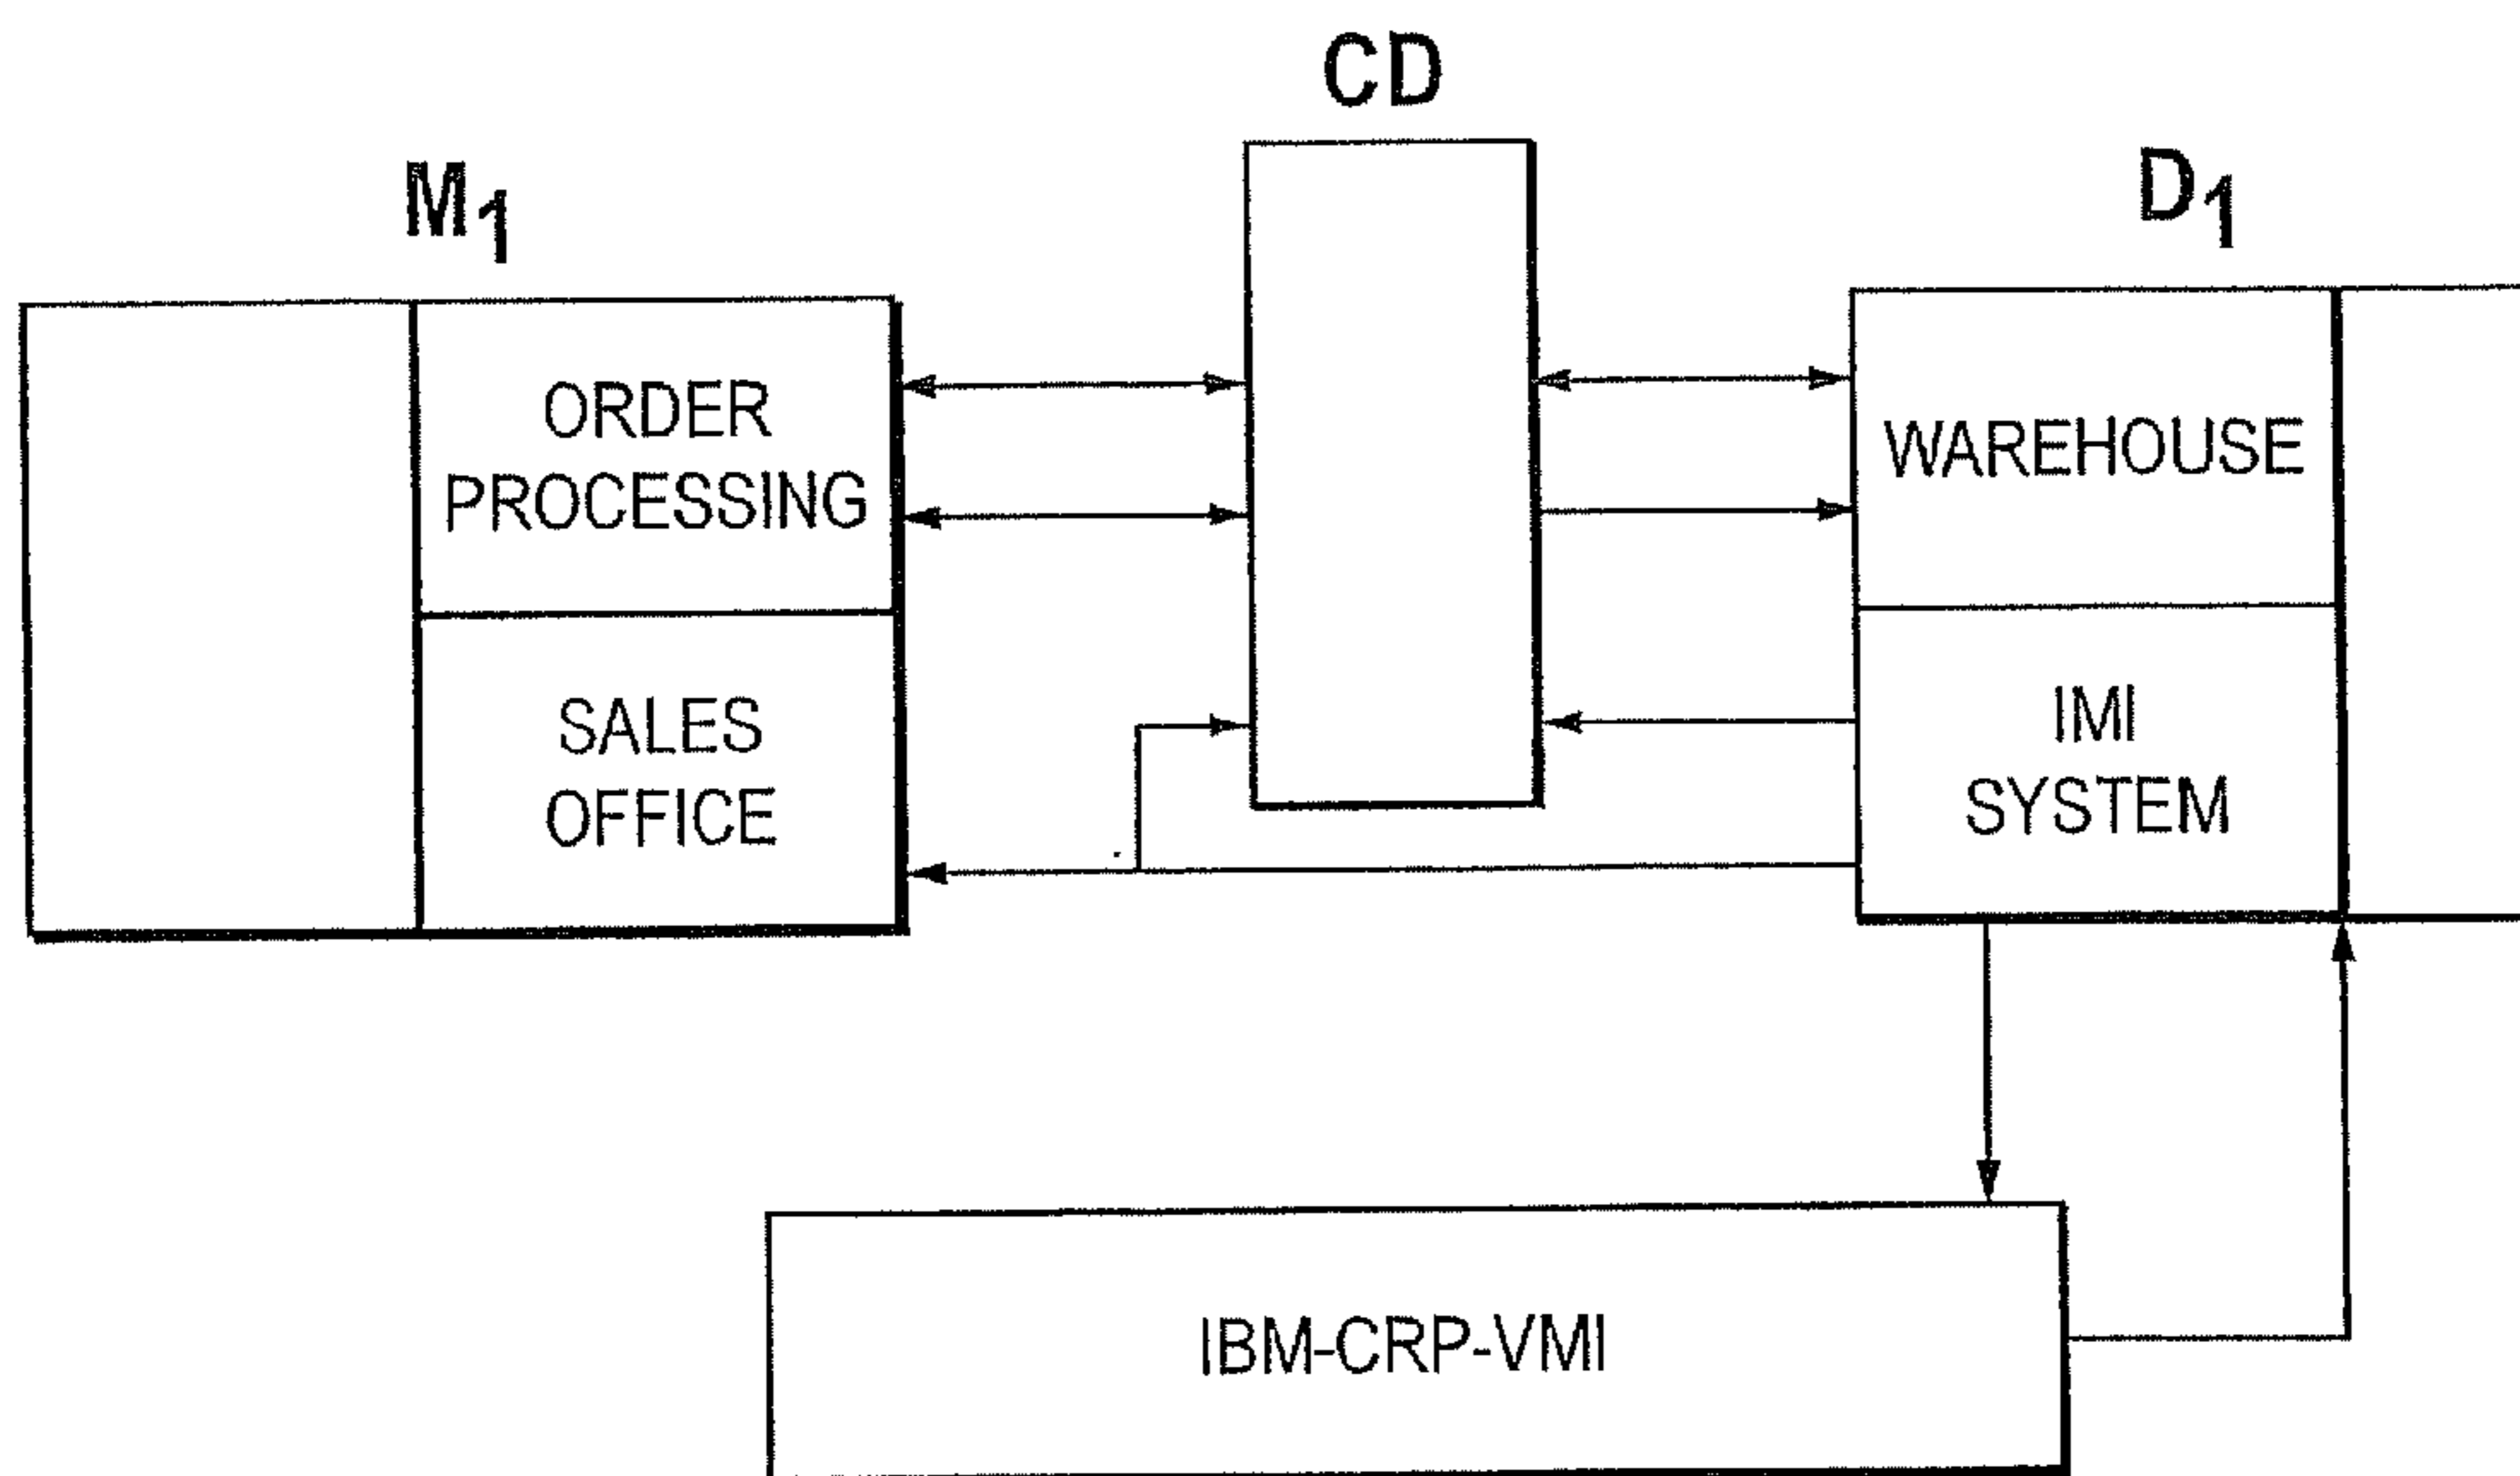 CD
M1
D1
ORDER
PROCESSING
WAREHOUSE
SALES
OFFICE
IMI
SYSTEM
IBM-CRP-VMI